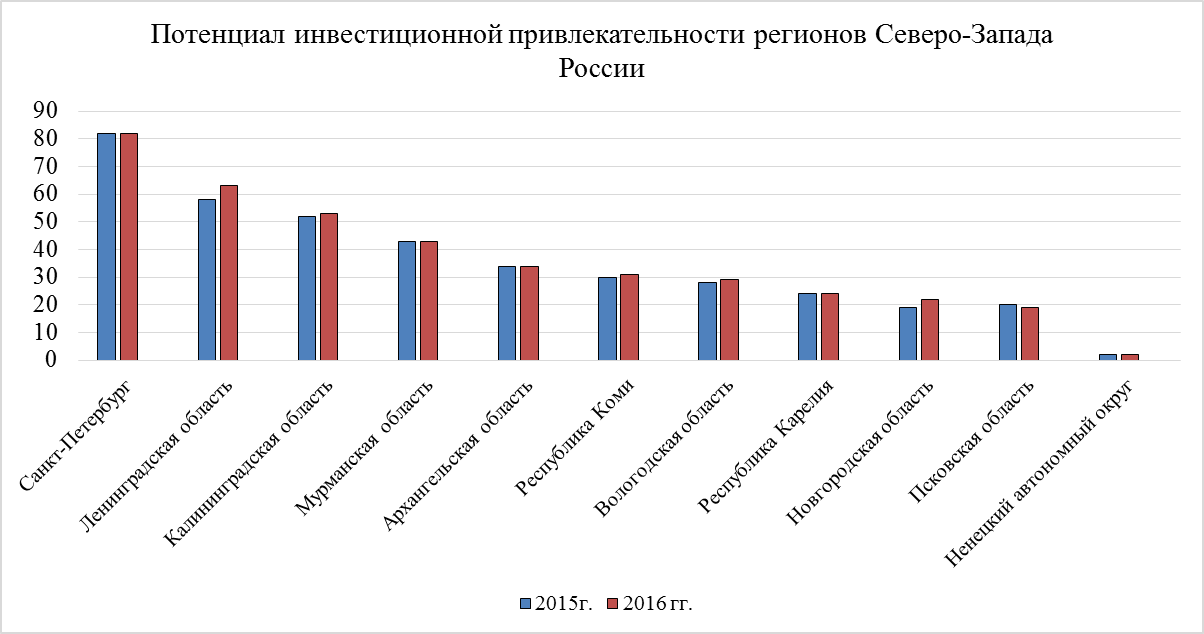 Потенциал инвестиционной привлекательности регионов Северо-Запада
России
90
80
70
60
50
40
30
20
10
0
Санкт-Петербург
Ленинградская область
Калининградская область
Мурманская область
Архангельская область
Республика Коми
Вологодская область
Республика Карелия
Новгородская область
Псковская область
Ненецкий автономный округ
2015г. 2016 гг.